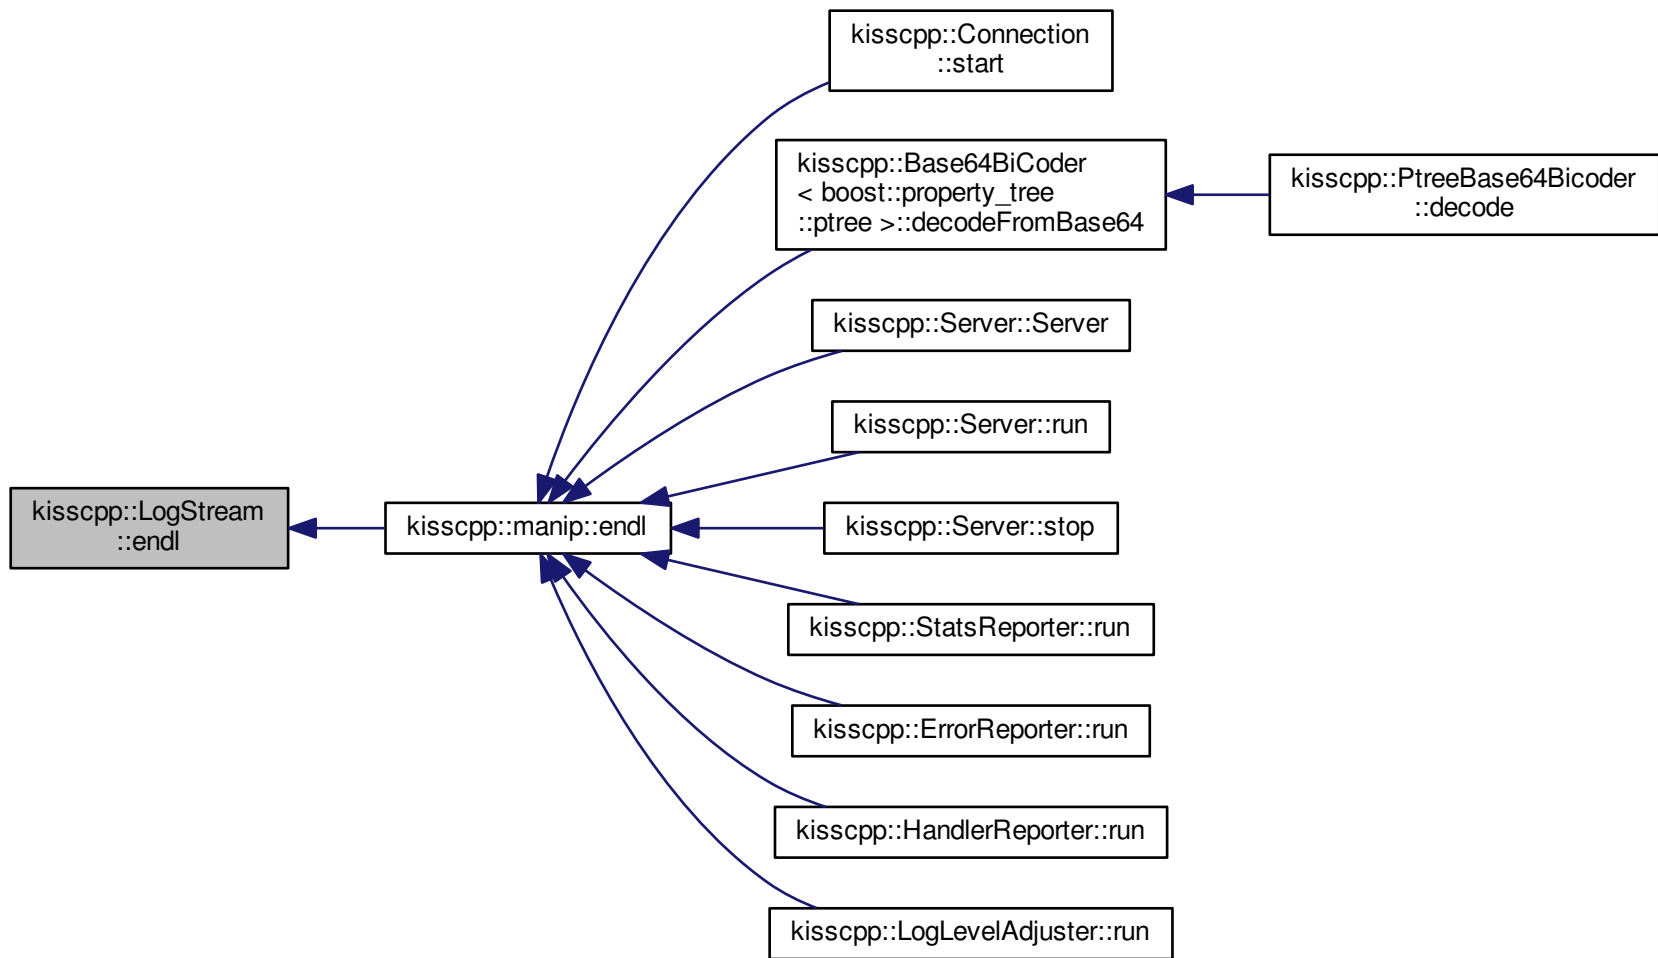 kisscpp::Connection
::start
kisscpp::Base64BiCoder
< boost::property_tree
::ptree >::decodeFromBase64
kisscpp::PtreeBase64Bicoder
::decode
kisscpp::Server::Server
kisscpp::Server::run
kisscpp::LogStream
::endl
kisscpp::manip::endl
kisscpp::Server::stop
kisscpp::StatsReporter::run
kisscpp::ErrorReporter::run
kisscpp::HandlerReporter::run
kisscpp::LogLevelAdjuster::run